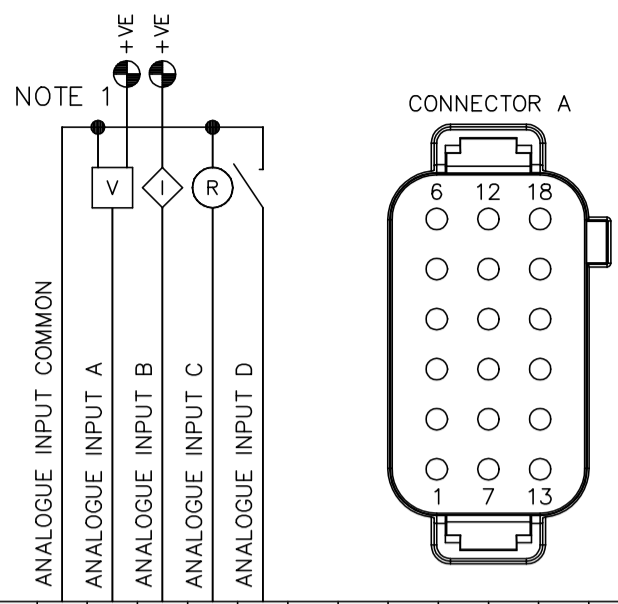 +VE
+VE
NOTE 1
V
I
R
ANALOGUE INPUT COMMON
ANALOGUE INPUT A
ANALOGUE INPUT B
ANALOGUE INPUT C
ANALOGUE INPUT D
CONNECTOR A
6 12 18
1 7 13